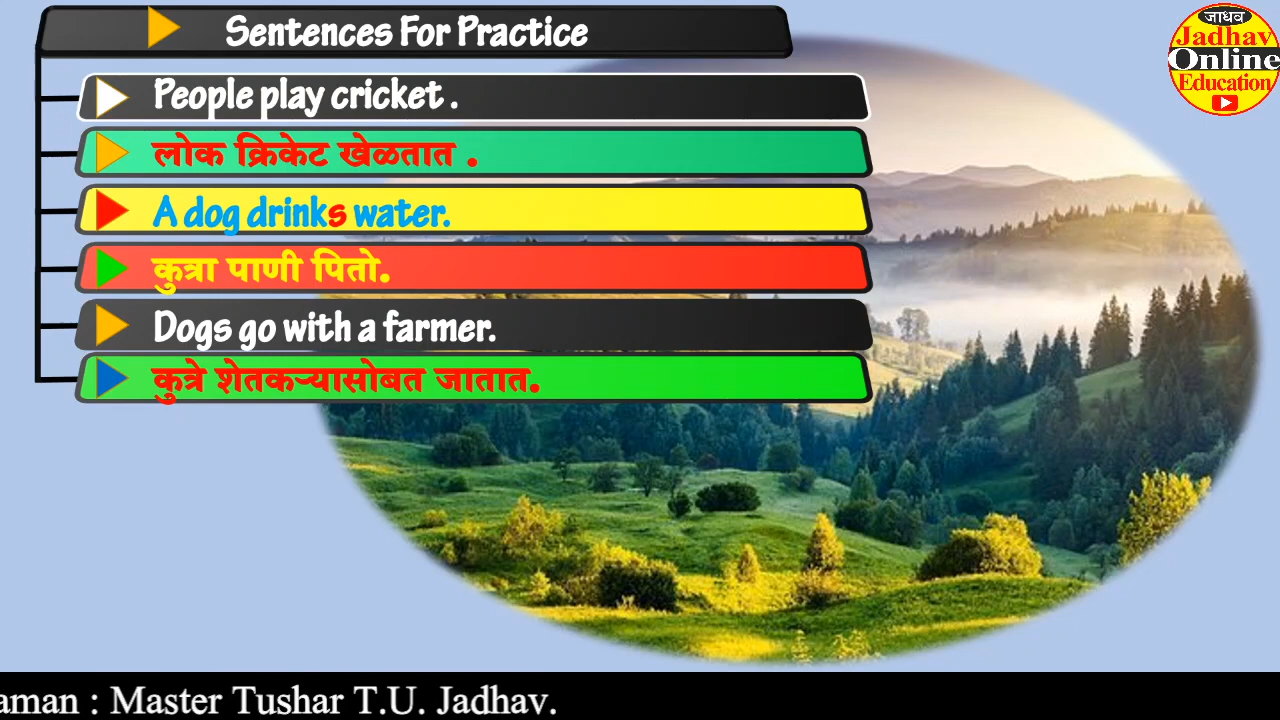 Sentences For Practice
People play cricket .
लोक क्रिकेट खेळतात .
A dog drinks water.
कुत्रा पाणी पितो.
Dogs go with a farmer.
कुत्रे शेतकऱ्यासोबत जातात.
जाधव
Jadhav
Online
Education
aman : Master Tushar T.U. Jadhav.